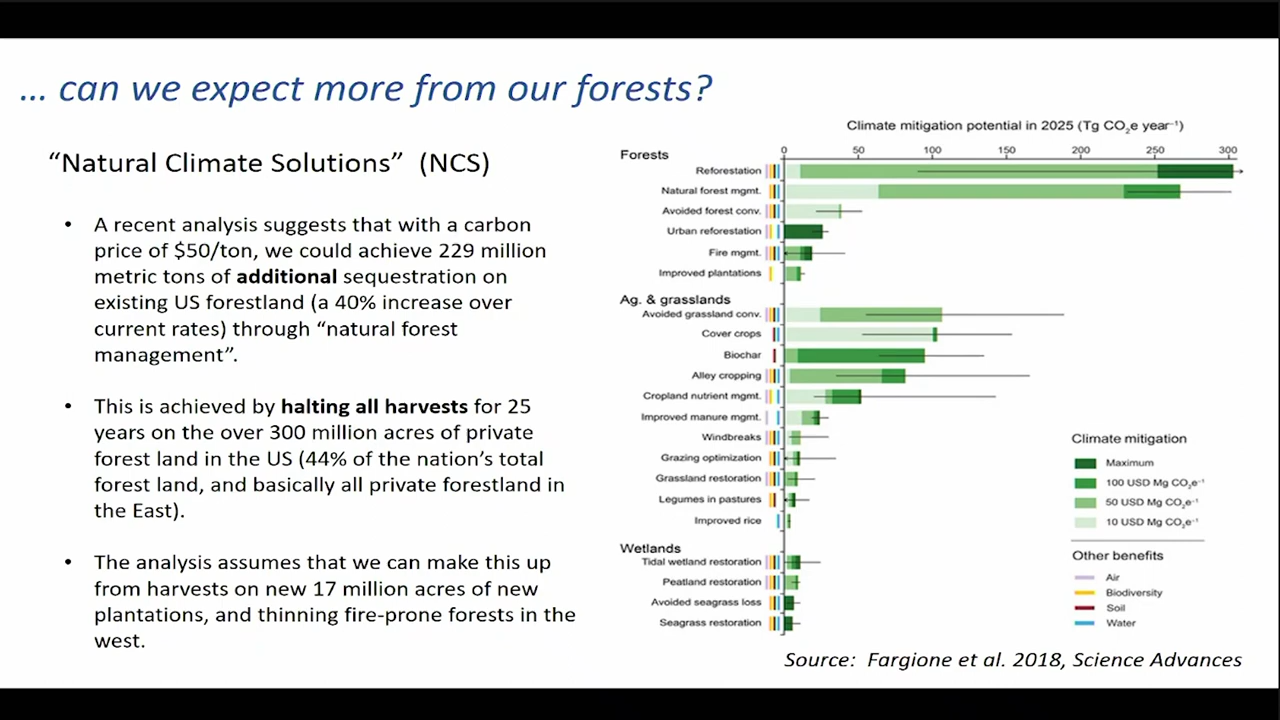 ... can we expect more from our forests?
“Natural Climate Solutions” (NCS)
• A recent analysis suggests that with a carbon
price of $50/ton, we could achieve 229 million
metric tons of additional sequestration on
existing US forestland (a 40% increase over
current rates) through “natural forest
management”.
• This is achieved by halting all harvests for 25
years on the over 300 million acres of private
forest land in the US (44% of the nation’s total
forest land, and basically all private forestland in
the East).
• The analysis assumes that we can make this up
from harvests on new 17 million acres of new
plantations, and thinning fire-prone forests in the
west.
Climate mitigation potential in 2025 (Tg CO₂e year⁻¹)
0 50 100 150 200 250 300
Forests
Reforestation
Natural forest mgmt.
Avoided forest conv.
Urban reforestation
Fire mgmt.
Improved plantations
Ag. & grasslands
Avoided grassland conv.
Cover crops
Biochar
Alley cropping
Cropland nutrient mgmt.
Improved manure mgmt.
Windbreaks
Grazing optimization
Grassland restoration
Legumes in pastures
Improved rice
Wetlands
Tidal wetland restoration
Peatland restoration
Avoided seagrass loss
Seagrass restoration
Climate mitigation
Maximum
100 USD Mg CO₂e⁻¹
50 USD Mg CO₂e⁻¹
10 USD Mg CO₂e⁻¹
Other benefits
Air
Biodiversity
Soil
Water
Source: Fargione et al. 2018, Science Advances